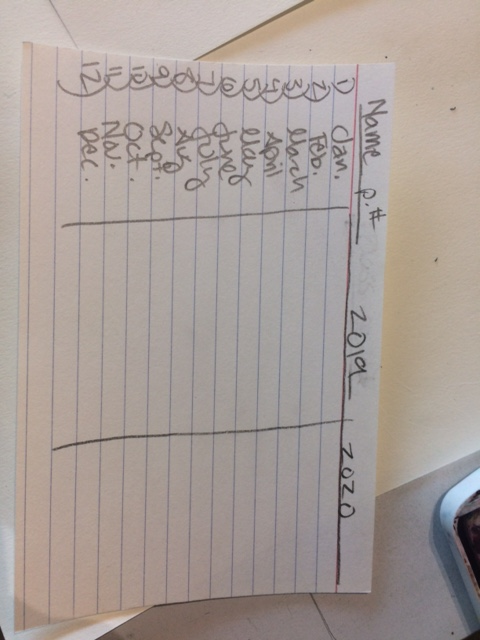 Name p.# 2019 2020
1) Jan.
2) Feb.
3) March
4) April
5) May
6) June
7) July
8) Aug
9) Sept.
10) Oct.
11) Nov.
12) Dec.